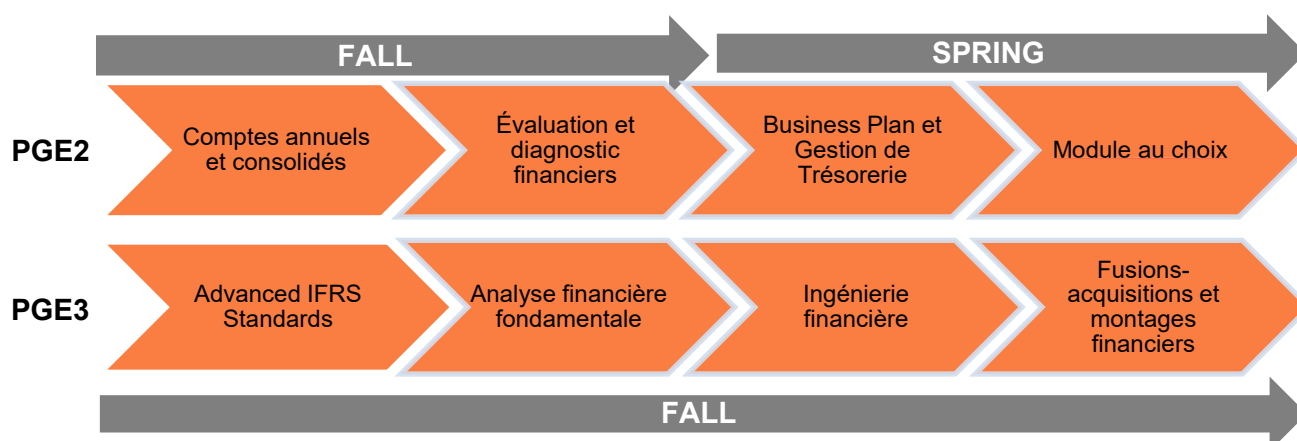 FALL
SPRING
PGE2
Comptes annuels
et consolidés
Évaluation et
diagnostic
financiers
Business Plan et
Gestion de
Trésorerie
Module au choix
PGE3
Advanced IFRS
Standards
Analyse financière
fondamentale
Ingénierie
financière
Fusions-
acquisitions et
montages
financiers
FALL